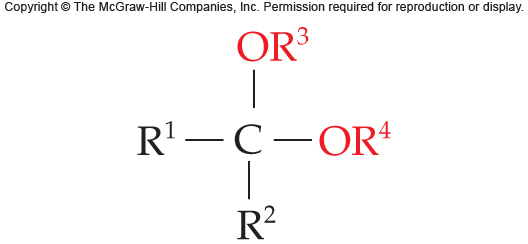 Copyright © The McGraw-Hill Companies, Inc. Permission required for reproduction or display.
OR³
R¹ — C — OR⁴
R²